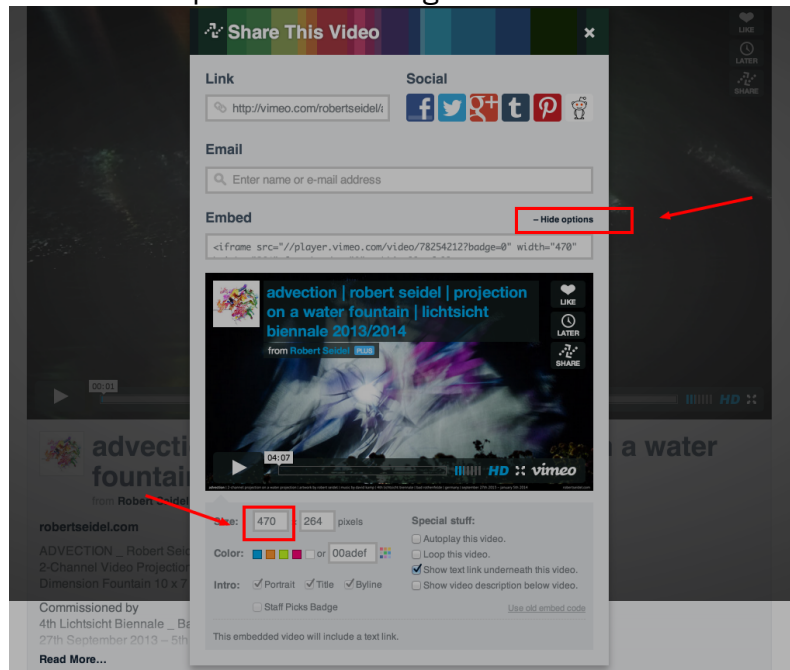 Share This Video ×
LIKE
LATER
SHARE
Link
Social
http://vimeo.com/robertseidel/
Email
Enter name or e-mail address
Embed
– Hide options
<iframe src="//player.vimeo.com/video/78254212?badge=0" width="470"
advection | robert seidel | projection
on a water fountain | lichtsicht
biennale 2013/2014
from Robert Seidel PLUS
LIKE
LATER
SHARE
04:07
HD vimeo
00:01
HD
advecti
a water
fountain
from Robert Seidel
robertseidel.com
ADVECTION _ Robert Seid
2-Channel Video Projection
Dimension Fountain 10 x 7
Commissioned by
4th Lichtsicht Biennale _ Ba
27th September 2013 – 5th
Read More...
Size: 470 x 264 pixels
Color: or 00adef
Intro: Portrait Title Byline
Staff Picks Badge
Special stuff:
Autoplay this video.
Loop this video.
Show text link underneath this video.
Show video description below video.
Use old embed code
This embedded video will include a text link.